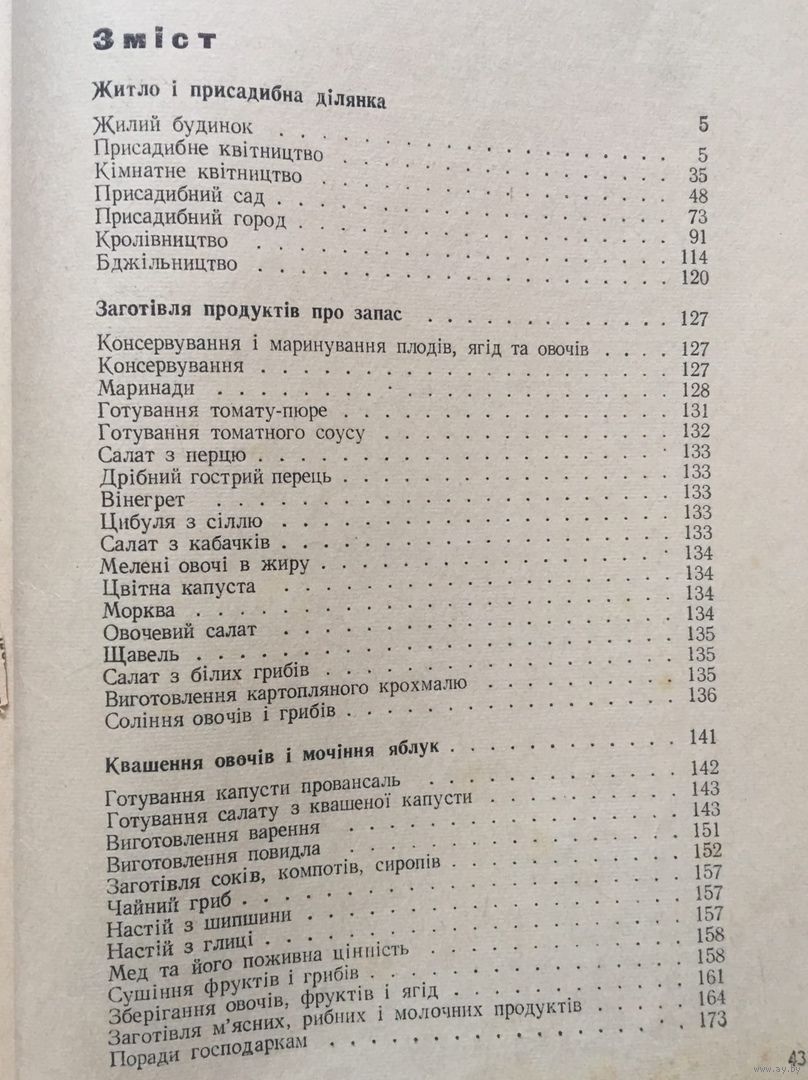 Зміст
Житло і присадибна ділянка 5
Жилий будинок . . . . . . . . . . . . . . . . 5
Присадибне квітництво . . . . . . . . . . . . . . 35
Кімнатне квітництво . . . . . . . . . . . . . . . 48
Присадибний сад . . . . . . . . . . . . . . . . 73
Присадибний город . . . . . . . . . . . . . . . 91
Кролівництво . . . . . . . . . . . . . . . . . 114
Бджільництво . . . . . . . . . . . . . . . . . 120
Заготівля продуктів про запас . . . . . . . . . . . 127
Консервування і маринування плодів, ягід та овочів . . . . 127
Консервування . . . . . . . . . . . . . . . . . 127
Маринади . . . . . . . . . . . . . . . . . . 128
Готування томату-пюре . . . . . . . . . . . . . . 131
Готування томатного соусу . . . . . . . . . . . . 132
Салат з перцю . . . . . . . . . . . . . . . . . 133
Дрібний гострий перець . . . . . . . . . . . . . . 133
Вінегрет . . . . . . . . . . . . . . . . . . . 133
Цибуля з сіллю . . . . . . . . . . . . . . . . 133
Салат з кабачків . . . . . . . . . . . . . . . . 133
Мелені овочі в жиру . . . . . . . . . . . . . . . 134
Цвітна капуста . . . . . . . . . . . . . . . . 134
Морква . . . . . . . . . . . . . . . . . . . 134
Овочевий салат . . . . . . . . . . . . . . . . 134
Щавель . . . . . . . . . . . . . . . . . . . 135
Салат з білих грибів . . . . . . . . . . . . . . . 135
Виготовлення картопляного крохмалю . . . . . . . . . 135
Соління овочів і грибів . . . . . . . . . . . . . . 136
Квашення овочів і мочіння яблук . . . . . . . . . . 141
Готування капусти провансаль . . . . . . . . . . . 142
Готування салату з квашеної капусти . . . . . . . . . 143
Виготовлення варення . . . . . . . . . . . . . . 143
Виготовлення повидла . . . . . . . . . . . . . . 151
Заготівля соків, компотів, сиропів . . . . . . . . . . 152
Чайний гриб . . . . . . . . . . . . . . . . . . 157
Настій з шипшини . . . . . . . . . . . . . . . . 157
Настій з глиці . . . . . . . . . . . . . . . . . 157
Мед та його поживна цінність . . . . . . . . . . . 158
Сушіння фруктів і грибів . . . . . . . . . . . . . 158
Зберігання овочів, фруктів і ягід . . . . . . . . . . 161
Заготівля м'ясних, рибних і молочних продуктів . . . . . 164
Поради господаркам . . . . . . . . . . . . . . . 173
43
www.ay.by